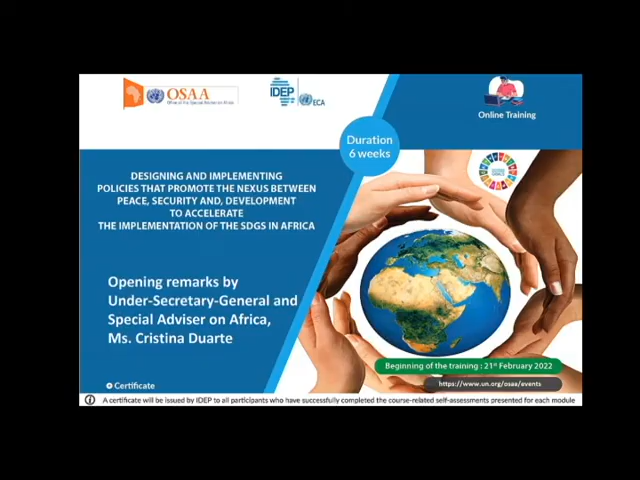 OSAA
IDEP
ECA
Online Training
Duration
6 weeks
DESIGNING AND IMPLEMENTING
POLICIES THAT PROMOTE THE NEXUS BETWEEN
PEACE, SECURITY AND, DEVELOPMENT
TO ACCELERATE
THE IMPLEMENTATION OF THE SDGS IN AFRICA
Opening remarks by
Under-Secretary-General and
Special Adviser on Africa,
Ms. Cristina Duarte
Beginning of the training : 21st February 2022
https://www.un.org/osaa/events
Certificate
A certificate will be issued by IDEP to all participants who have successfully completed the course-related self-assessments presented for each module